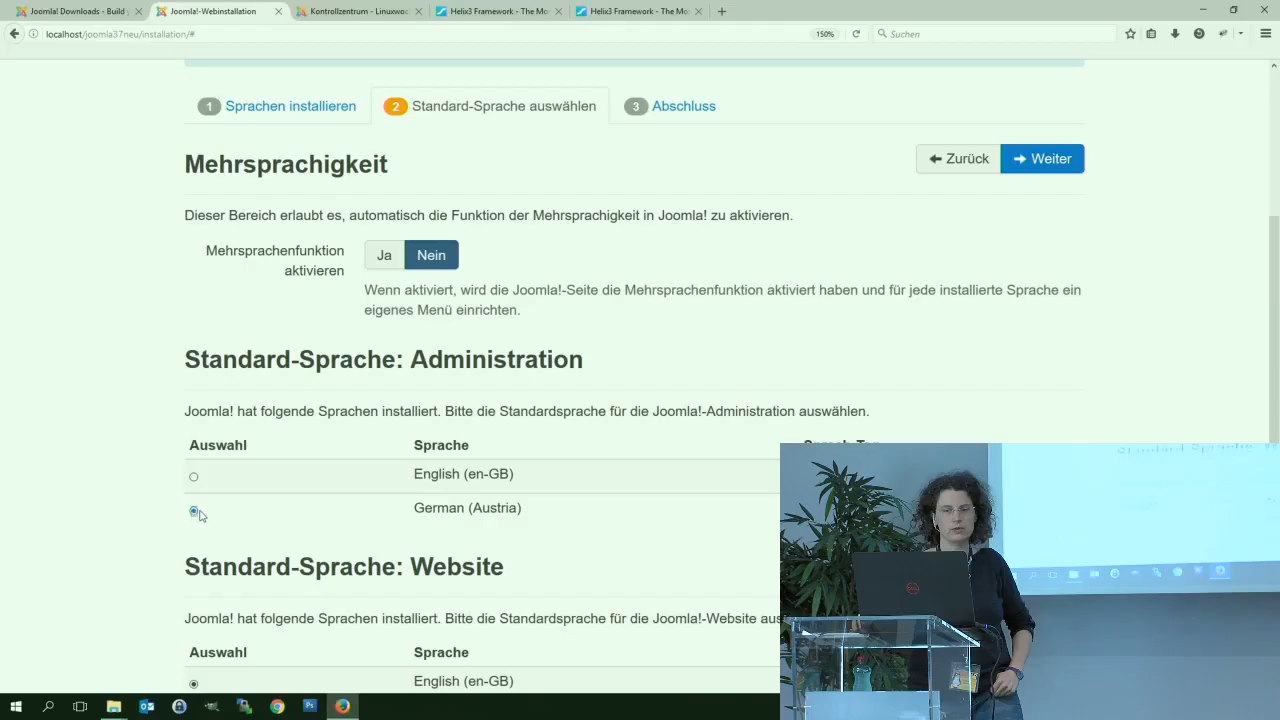 Joomla! Downloads - Build
Joomla!-Webinstallation
Kontrollzentrum - Linuxwo
Helix3 Framework - The Mo
Helix3 Framework - The Mo
localhost/joomla37neu/installation/#
150%
Suchen
1 Sprachen installieren
2 Standard-Sprache auswählen
3 Abschluss
Mehrsprachigkeit
Zurück
Weiter
Dieser Bereich erlaubt es, automatisch die Funktion der Mehrsprachigkeit in Joomla! zu aktivieren.
Mehrsprachenfunktion
aktivieren
Ja
Nein
Wenn aktiviert, wird die Joomla!-Seite die Mehrsprachenfunktion aktiviert haben und für jede installierte Sprache ein
eigenes Menü einrichten.
Standard-Sprache: Administration
Joomla! hat folgende Sprachen installiert. Bitte die Standardsprache für die Joomla!-Administration auswählen.
Auswahl
Sprache
English (en-GB)
German (Austria)
Standard-Sprache: Website
Joomla! hat folgende Sprachen installiert. Bitte die Standardsprache für die Joomla!-Website aus
Auswahl
Sprache
English (en-GB)